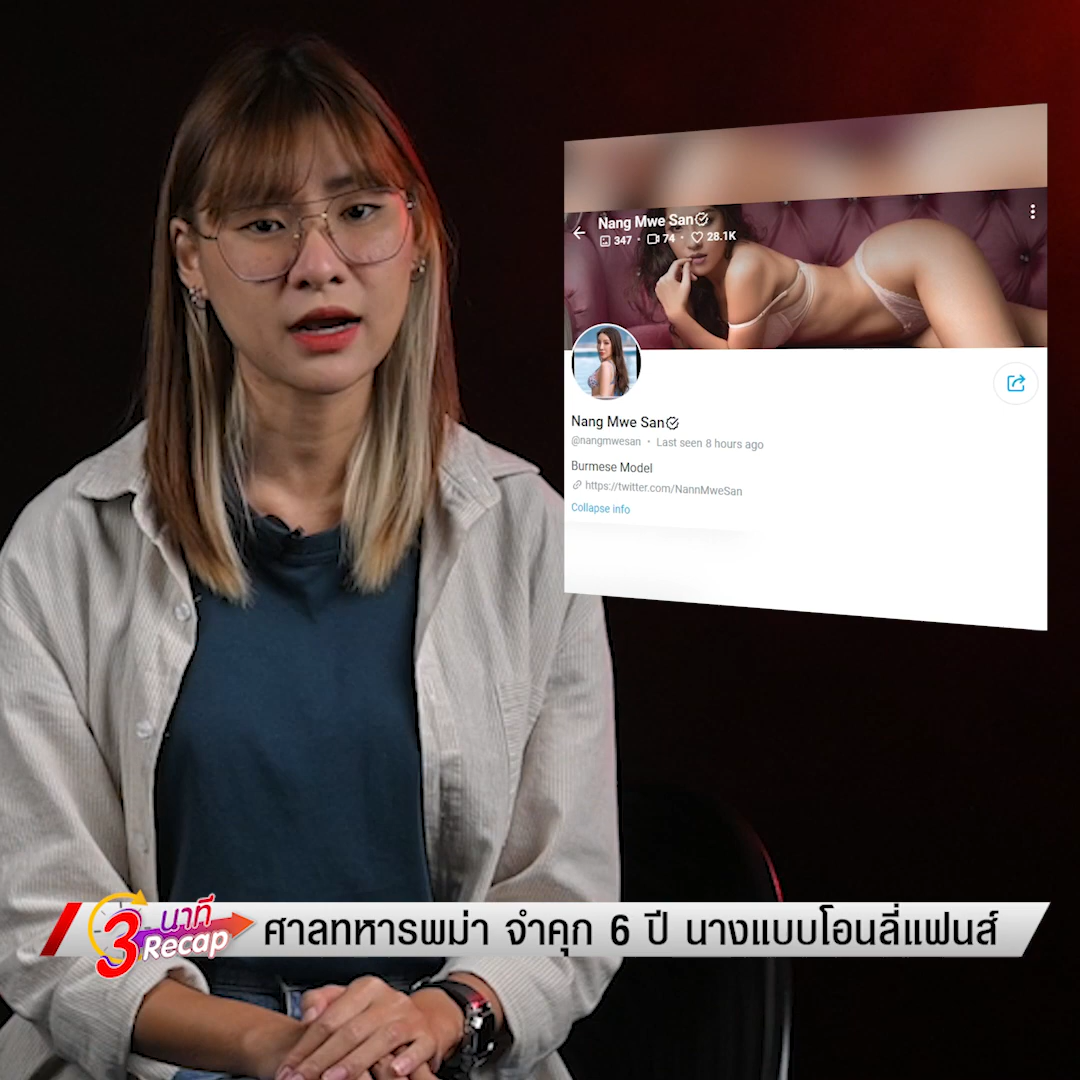 Nang Mwe San
347 • 74 • 28.1K
Nang Mwe San
@nangmwesan • Last seen 8 hours ago
Burmese Model
https://twitter.com/NannMweSan
Collapse info
3 นาที
Recap
ศาลทหารพม่า จำคุก 6 ปี นางแบบโอนลี่แฟนส์